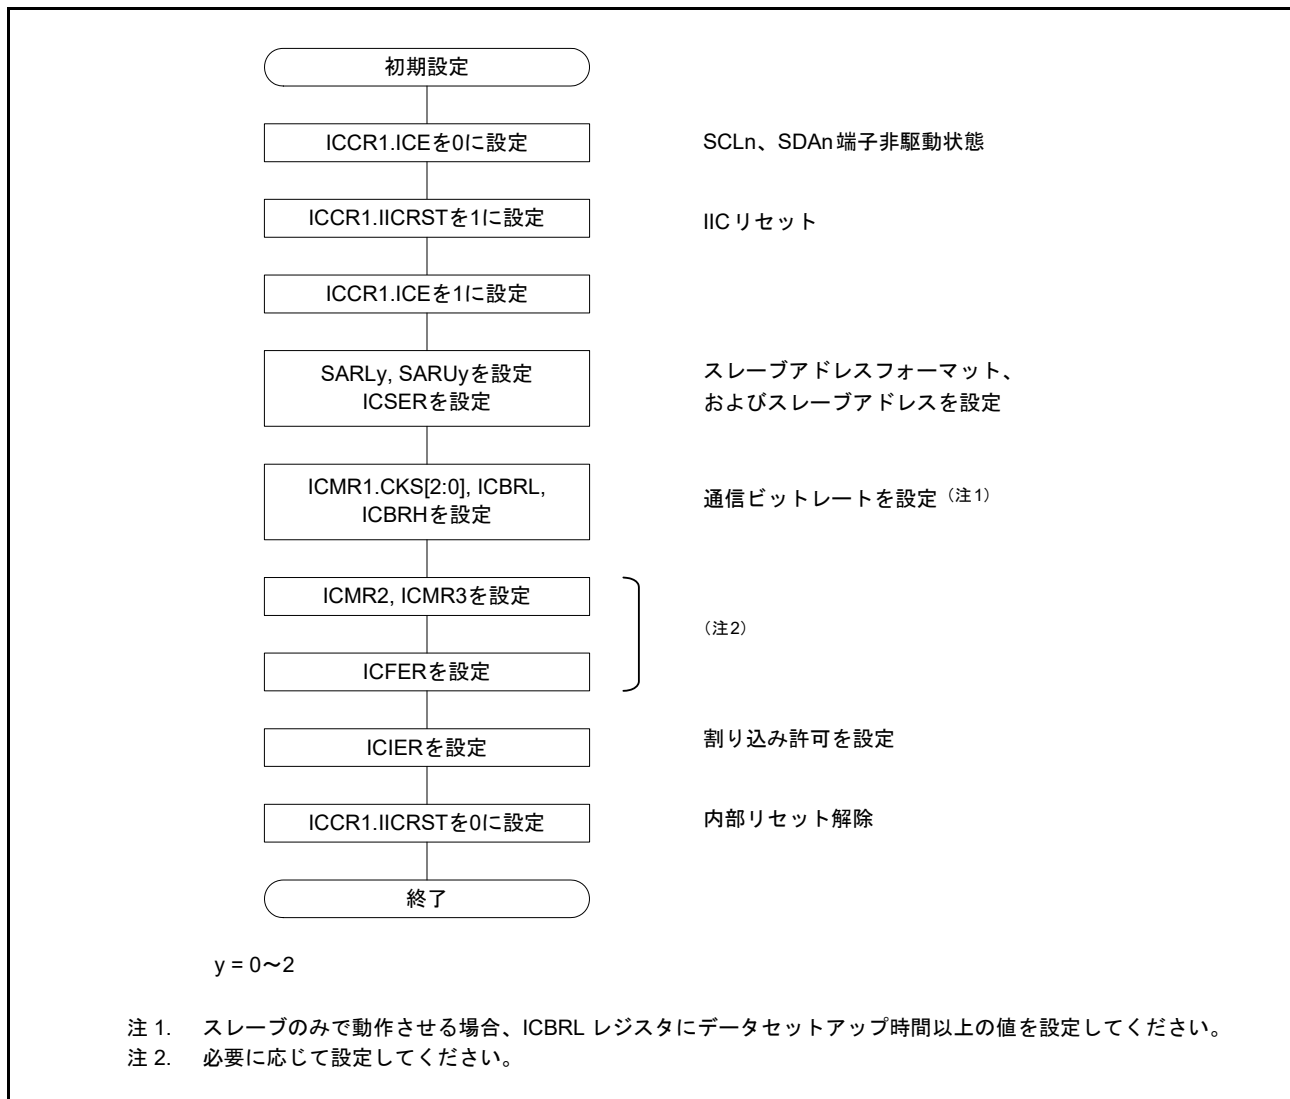 初期設定
ICCR1.ICEを0に設定
SCLn、SDAn端子非駆動状態
ICCR1.IICRSTを1に設定
IICリセット
ICCR1.ICEを1に設定
SARLy, SARUyを設定
ICSERを設定
スレーブアドレスフォーマット、
およびスレーブアドレスを設定
ICMR1.CKS[2:0], ICBRL,
ICBRHを設定
通信ビットレートを設定（注1）
ICMR2, ICMR3を設定
（注2）
ICFERを設定
ICIERを設定
割り込み許可を設定
ICCR1.IICRSTを0に設定
内部リセット解除
終了
y = 0～2
注 1. スレーブのみで動作させる場合、ICBRL レジスタにデータセットアップ時間以上の値を設定してください。
注 2. 必要に応じて設定してください。